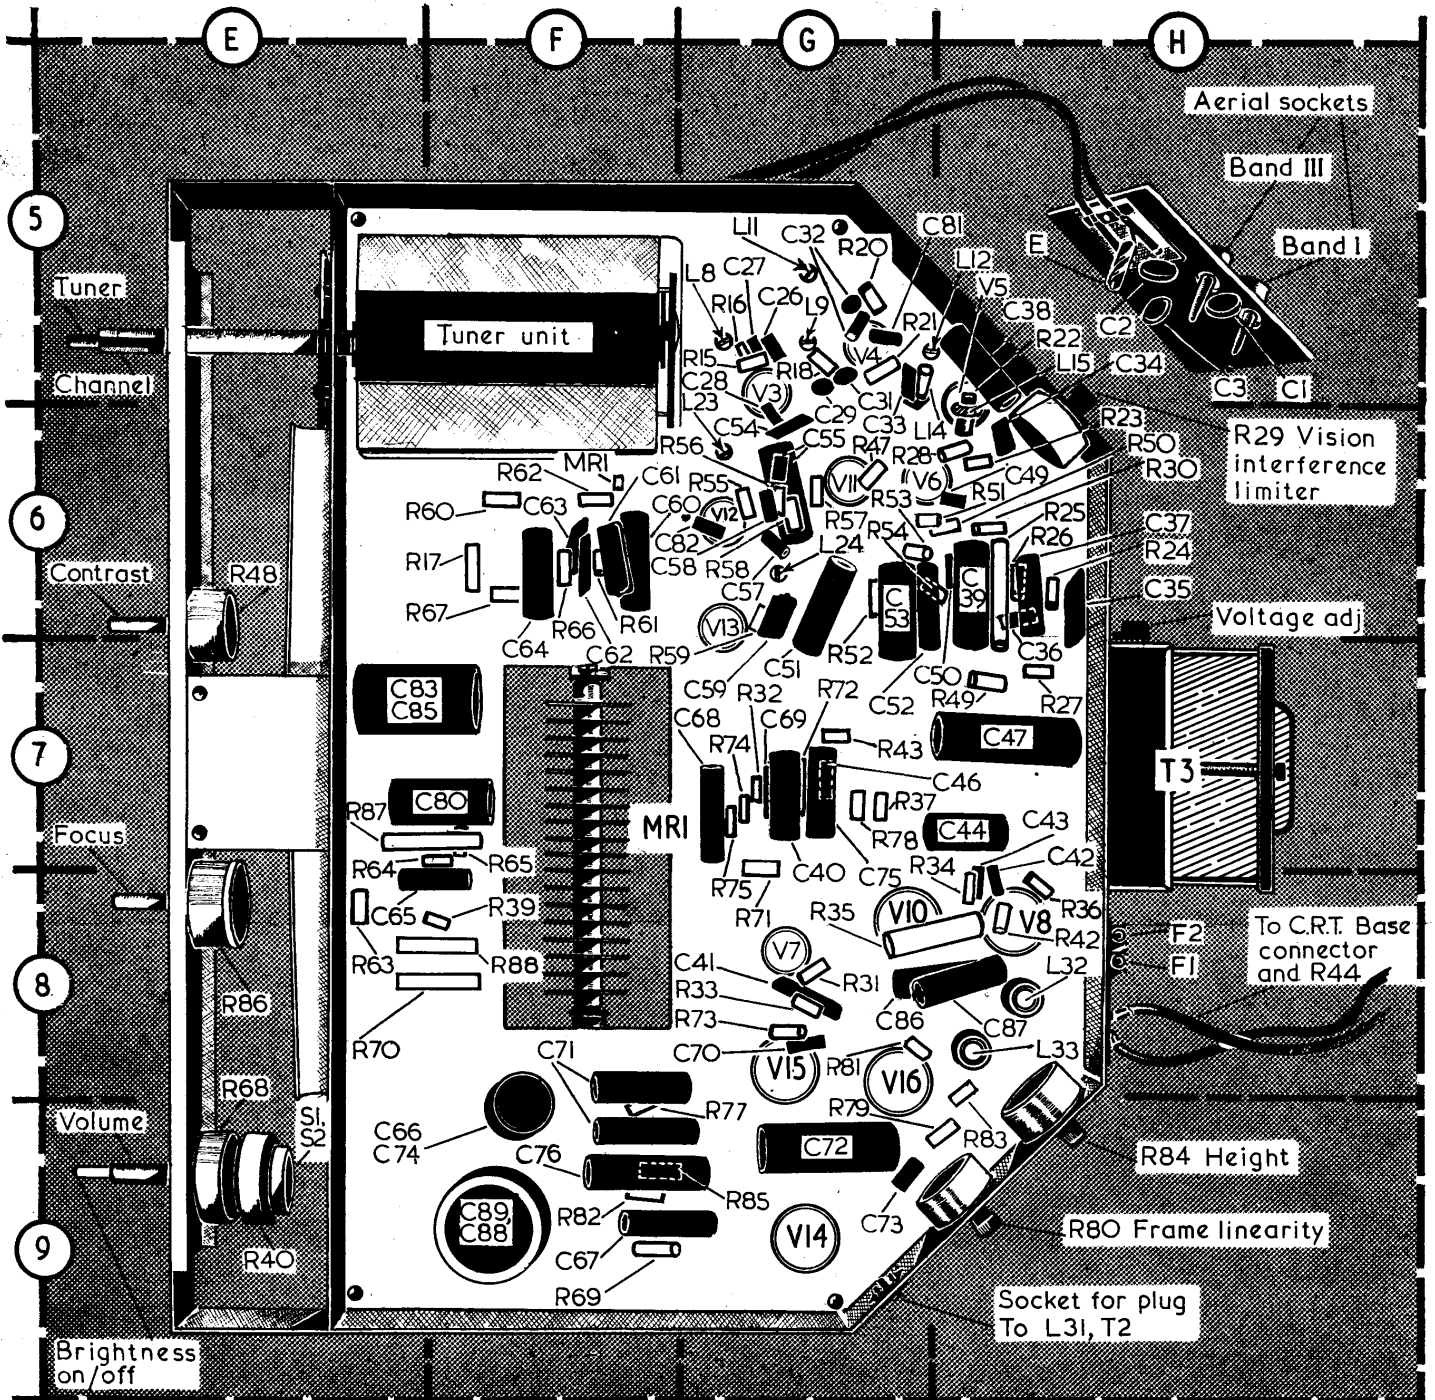 E
F
G
H
5
6
7
8
9
Aerial sockets
Band III
Band I
E
C2
C3
C1
Tuner
Channel
Tuner unit
L11
C32
R20
C81
L12
V5
C38
R22
L15
C34
L8
C27
R16
C26
L9
R21
V4
R15
R18
C28
V3
L23
C29
C31
C33
L14
R23
R50
R30
R29 Vision
interference
limiter
C54
C55
R47
R28
C49
R56
MR1
R62
C61
R55
V11
V6
R51
R53
R60
C63
C60
V12
R57
R54
R25
R26
C37
R24
C35
C82
L24
C58
R58
C57
R17
R67
C
53
C
39
Contrast
R48
C64
R66
C62
R61
V13
R59
C51
R52
C50
C36
Voltage adj
C59
R32
R72
C52
R49
R27
C83
C85
C68
C69
R74
R43
C47
T3
C46
C80
R87
MR1
R37
R78
C44
C43
C42
Focus
R64
R65
R34
R75
C40
C75
R36
C65
R39
R71
R35
V10
V8
R42
To C.R.T. Base
connector
and R44
F2
F1
R63
R88
V7
C41
R31
L32
R33
R86
R73
C86
C87
R70
C71
C70
V15
R81
V16
L33
R68
R77
R79
R83
Volume
S1,
S2
C66
C74
C76
C72
R84 Height
R85
C89,
C88,
R82
C73
V14
R80 Frame linearity
R40
C67
R69
Socket for plug
To L31, T2
Brightness
on/off